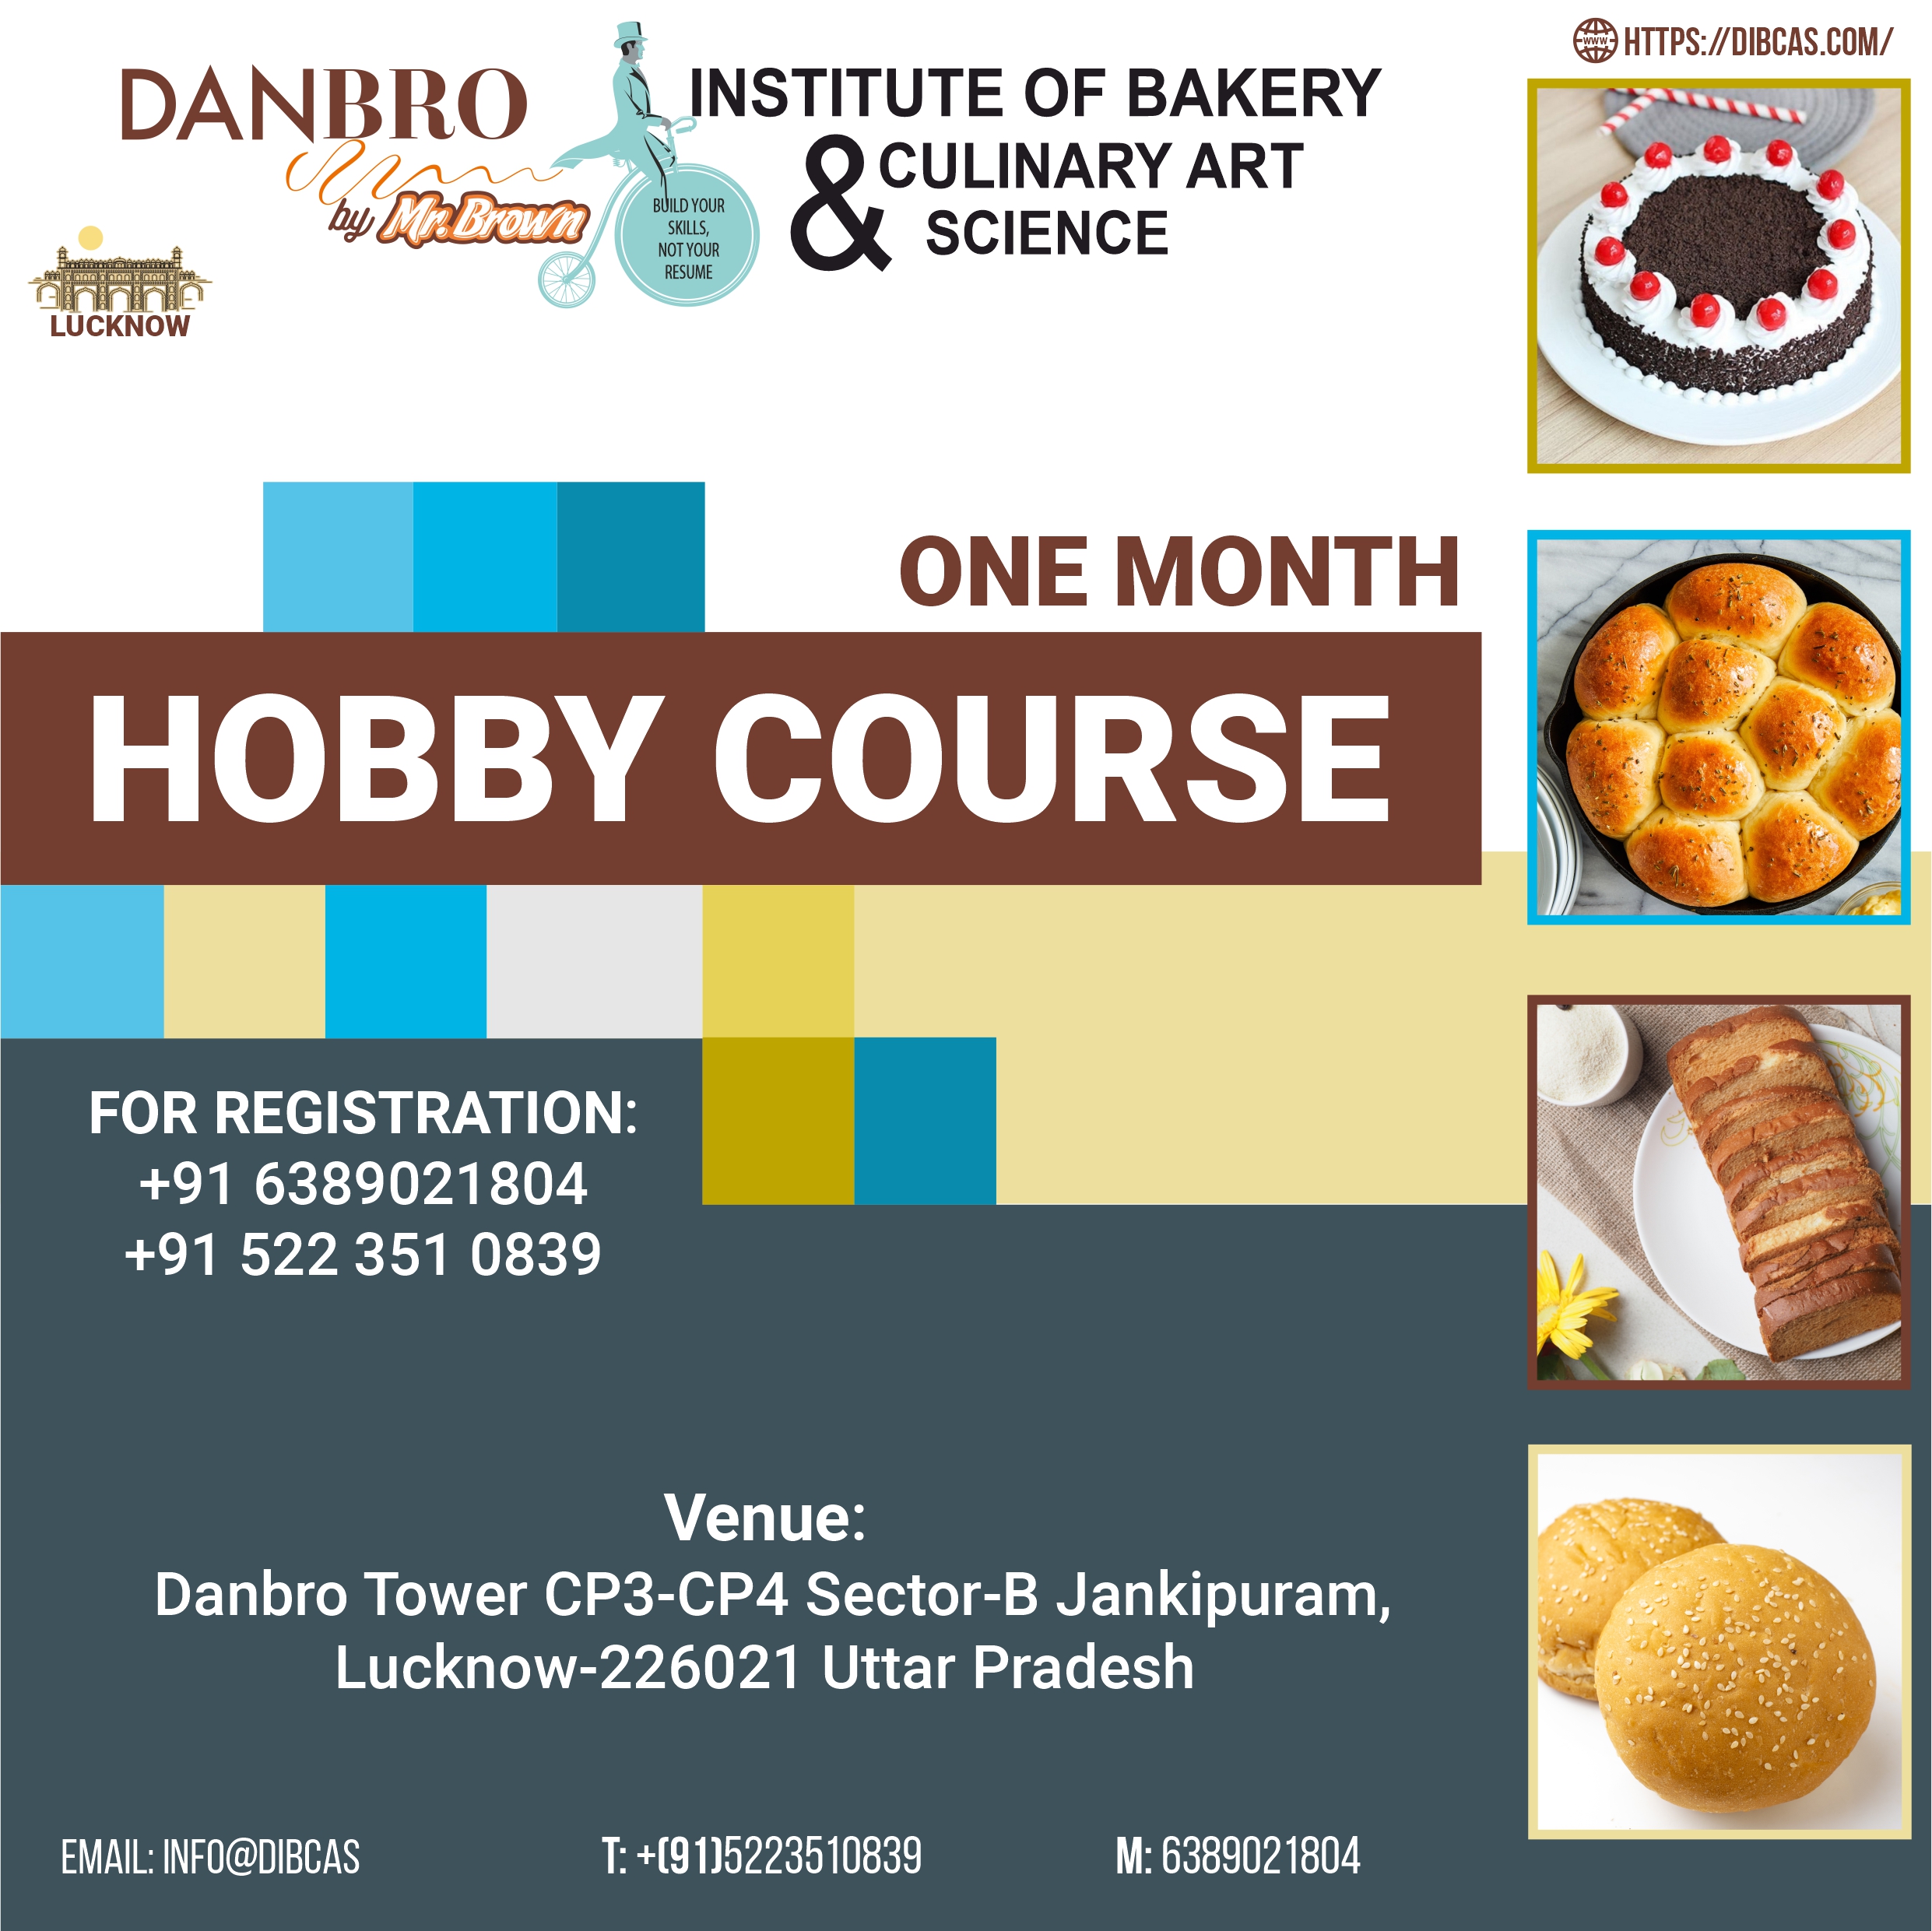 WWW HTTPS://DIBCAS.COM/
DANBRO
by Mr. Brown
BUILD YOUR
SKILLS,
NOT YOUR
RESUME
INSTITUTE OF BAKERY
& CULINARY ART
SCIENCE
LUCKNOW
ONE MONTH
HOBBY COURSE
FOR REGISTRATION:
+91 6389021804
+91 522 351 0839
Venue:
Danbro Tower CP3-CP4 Sector-B Jankipuram,
Lucknow-226021 Uttar Pradesh
EMAIL: INFO@DIBCAS
T: +(91)5223510839
M: 6389021804